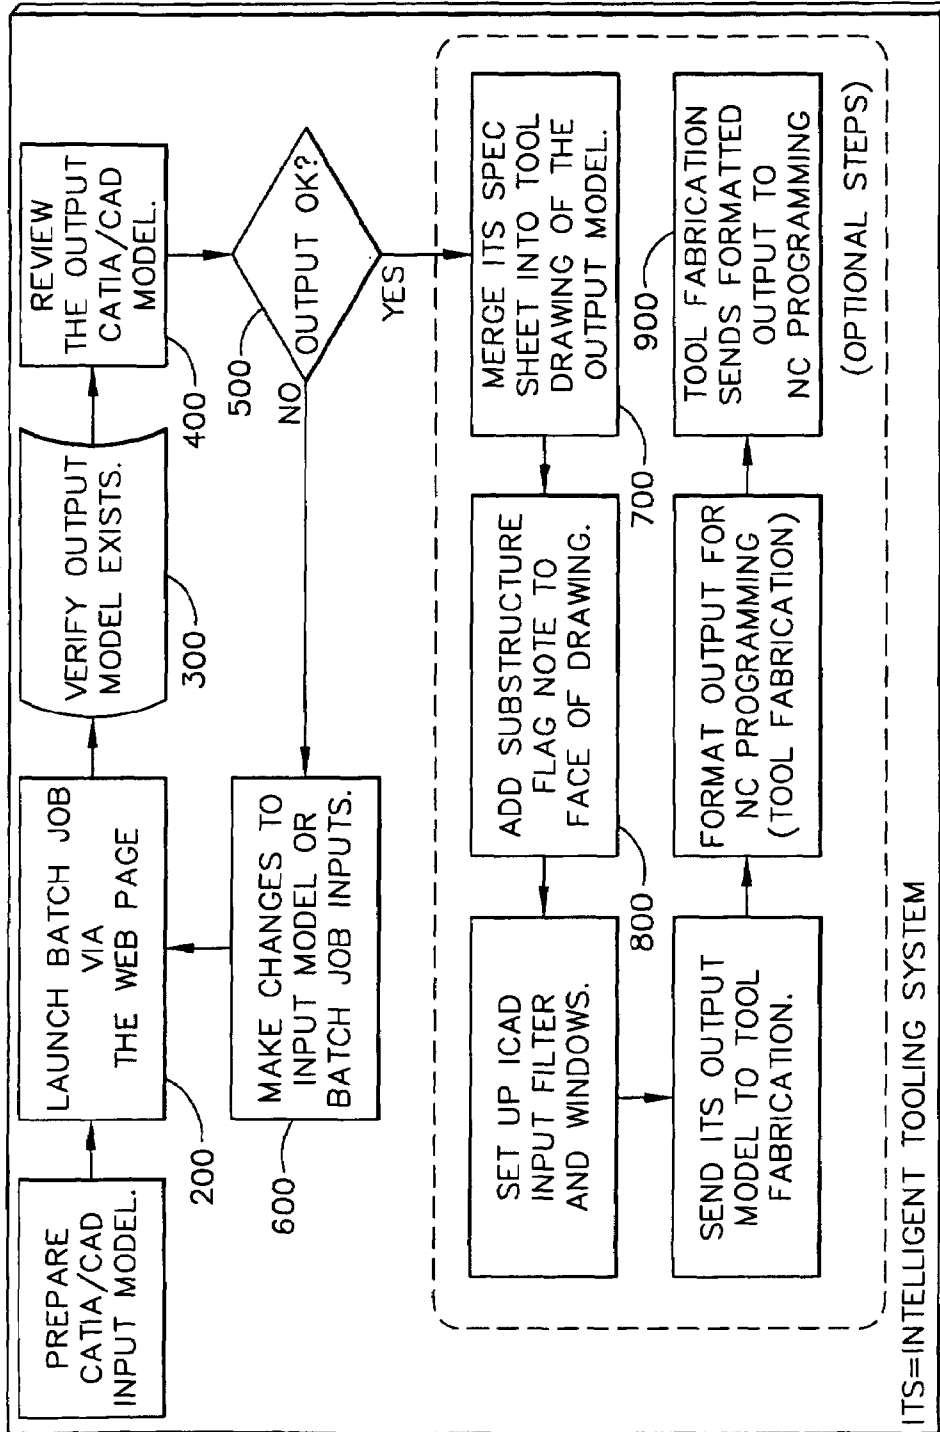 PREPARE
CATIA/CAD
INPUT MODEL.
LAUNCH BATCH JOB
VIA
THE WEB PAGE
200
VERIFY OUTPUT
MODEL EXISTS.
300
REVIEW
THE OUTPUT
CATIA/CAD
MODEL.
400
500
OUTPUT OK?
NO
YES
MAKE CHANGES TO
INPUT MODEL OR
BATCH JOB INPUTS.
600
MERGE ITS SPEC
SHEET INTO TOOL
DRAWING OF THE
OUTPUT MODEL.
700
ADD SUBSTRUCTURE
FLAG NOTE TO
FACE OF DRAWING.
800
SET UP ICAD
INPUT FILTER
AND WINDOWS.
SEND ITS OUTPUT
MODEL TO TOOL
FABRICATION.
FORMAT OUTPUT FOR
NC PROGRAMMING
(TOOL FABRICATION)
900
TOOL FABRICATION
SENDS FORMATTED
OUTPUT TO
NC PROGRAMMING
(OPTIONAL STEPS)
ITS=INTELLIGENT TOOLING SYSTEM